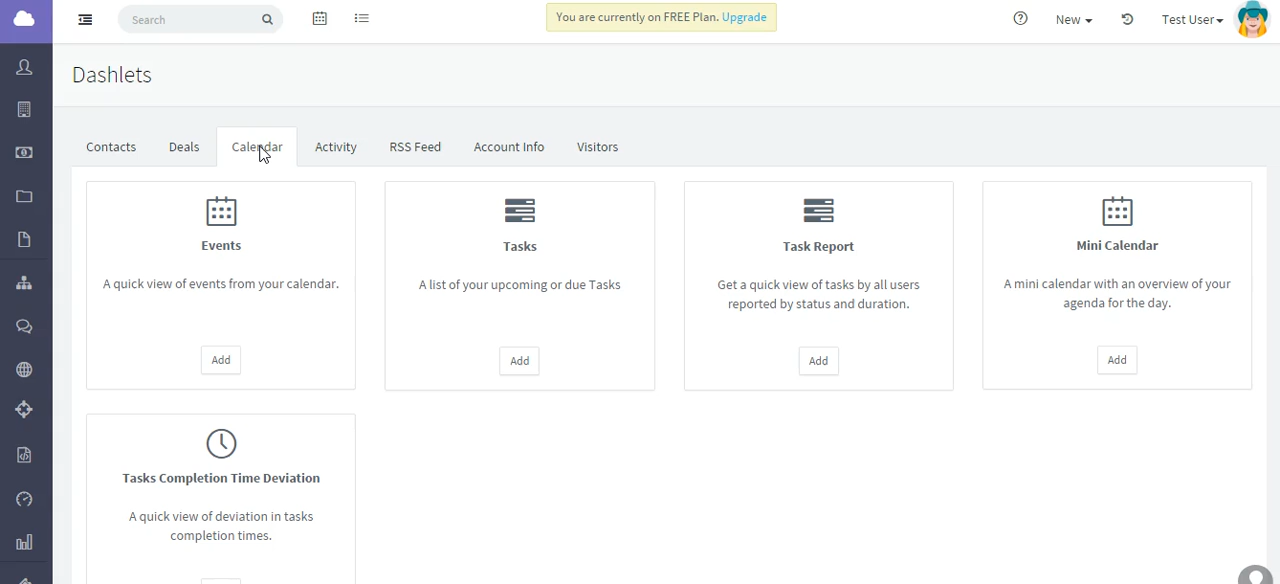 Search
You are currently on FREE Plan. Upgrade
New
Test User
Dashlets
Contacts
Deals
Calendar
Activity
RSS Feed
Account Info
Visitors
Events
A quick view of events from your calendar.
Add
Tasks
A list of your upcoming or due Tasks
Add
Task Report
Get a quick view of tasks by all users
reported by status and duration.
Add
Mini Calendar
A mini calendar with an overview of your
agenda for the day.
Add
Tasks Completion Time Deviation
A quick view of deviation in tasks
completion times.